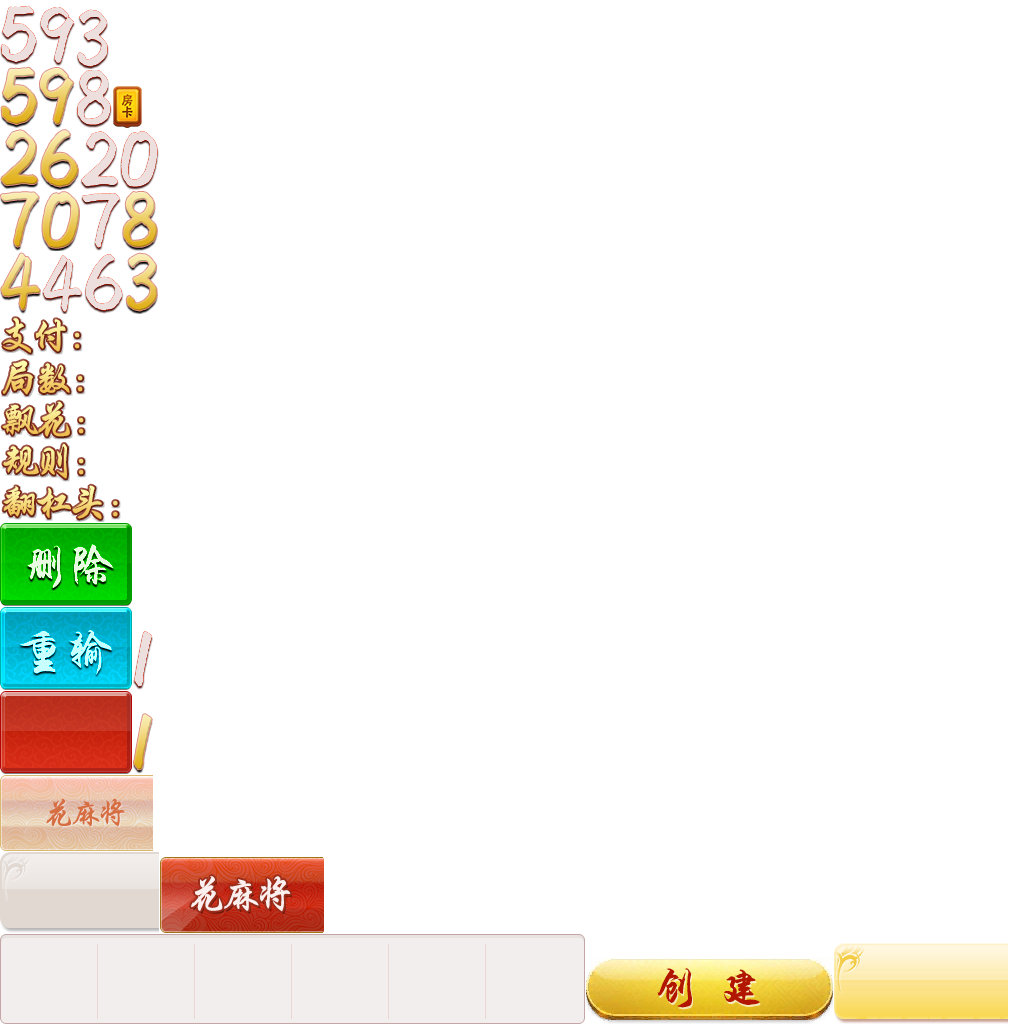 593
598
房卡
2620
7078
4463
支付：
局数：
飘花：
规则：
翻杠头：
删除
重输
1
1
花麻将
花麻将
创建